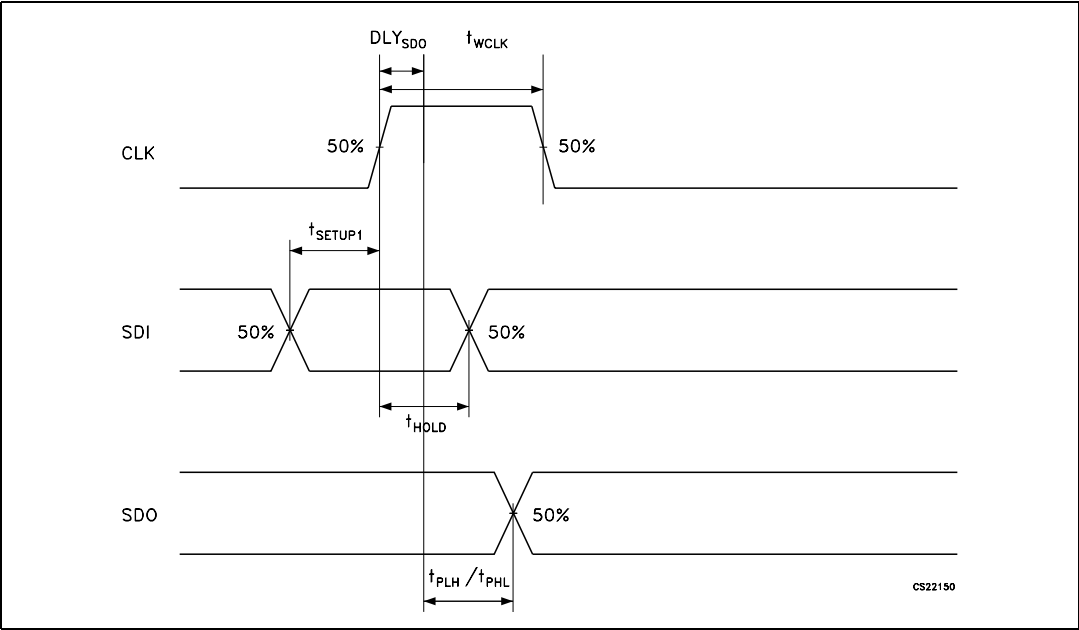 DLYSDO tWCLK
CLK 50% 50%
tSETUP1
SDI 50% 50%
tHOLD
SDO 50%
tPLH /tPHL
CS22150